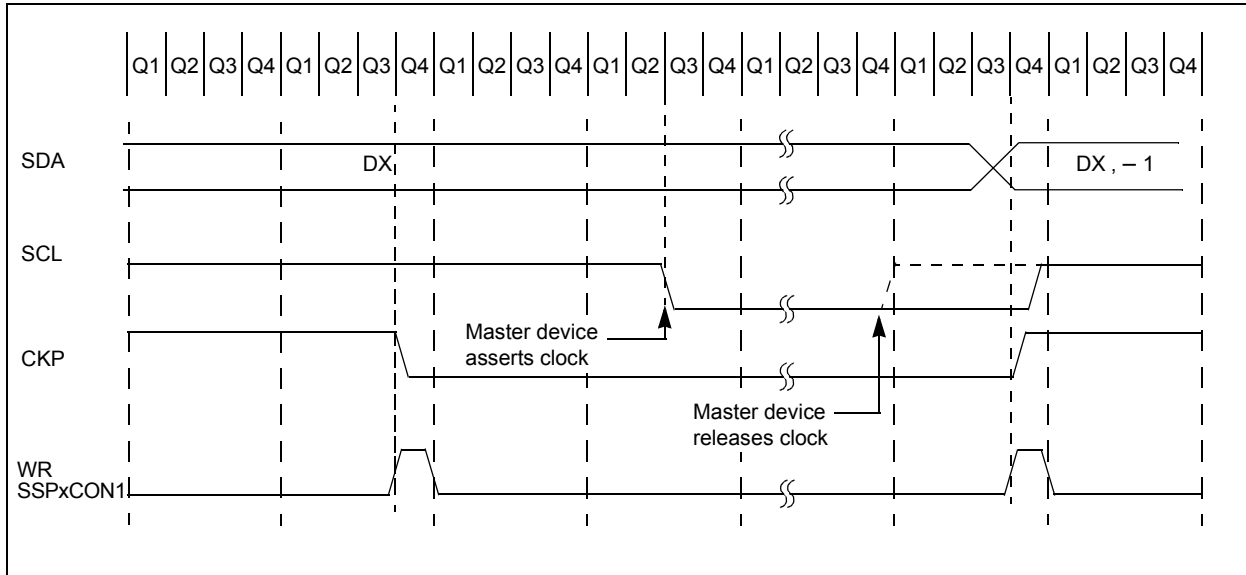 Q1 Q2 Q3 Q4 Q1 Q2 Q3 Q4 Q1 Q2 Q3 Q4 Q1 Q2 Q3 Q4 Q1 Q2 Q3 Q4 Q1 Q2 Q3 Q4 Q1 Q2 Q3 Q4
SDA
DX
DX , – 1
SCL
Master device
asserts clock
CKP
Master device
releases clock
WR
SSPxCON1